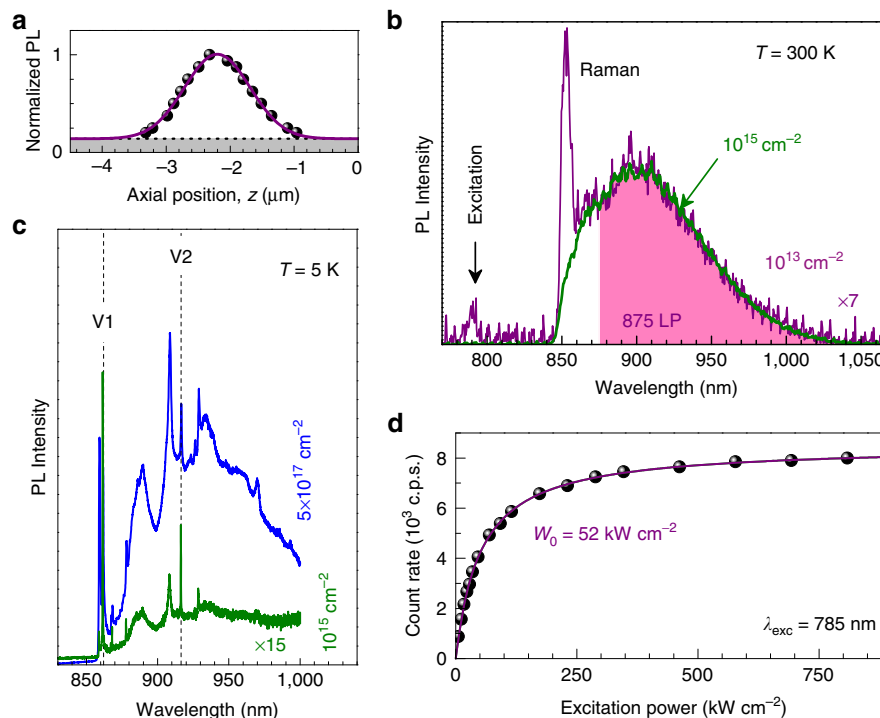 a
Normalized PL
1
0
−4 −3 −2 −1 0
Axial position, z (μm)
b
PL Intensity
Excitation
Raman
T = 300 K
10¹⁵ cm⁻²
10¹³ cm⁻²
×7
875 LP
800 850 900 950 1,000 1,050
Wavelength (nm)
c
PL Intensity
V1
V2
T = 5 K
5×10¹⁷ cm⁻²
10¹⁵ cm⁻²
×15
850 900 950 1,000
Wavelength (nm)
d
Count rate (10³ c.p.s.)
8
6
4
2
0
W₀ = 52 kW cm⁻²
λexc = 785 nm
0 250 500 750
Excitation power (kW cm⁻²)